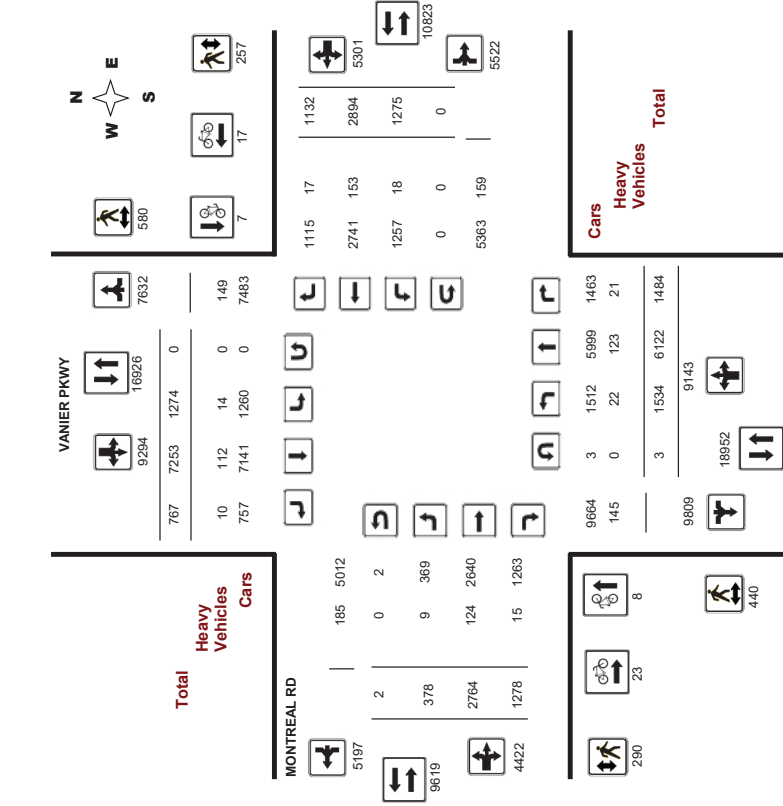 N
E
W
S
580
257
7
17
VANIER PKWY
9294
16926
7632
767 7253 1274 0
10 112 14 0 149
757 7141 1260 0 7483
Total
Heavy
Vehicles
Cars
1115 17 1132
2741 153 2894
1257 18 1275
0 0 0
5363 159
5301
10823
5522
MONTREAL RD
5197
9619
4422
185 5012
2 0 2
378 9 369
2764 124 2640
1278 15 1263
9664 3 1512 5999 1463
145 0 22 123 21
3 1534 6122 1484
9809
18952
9143
Cars
Heavy
Vehicles
Total
290
23
8
440